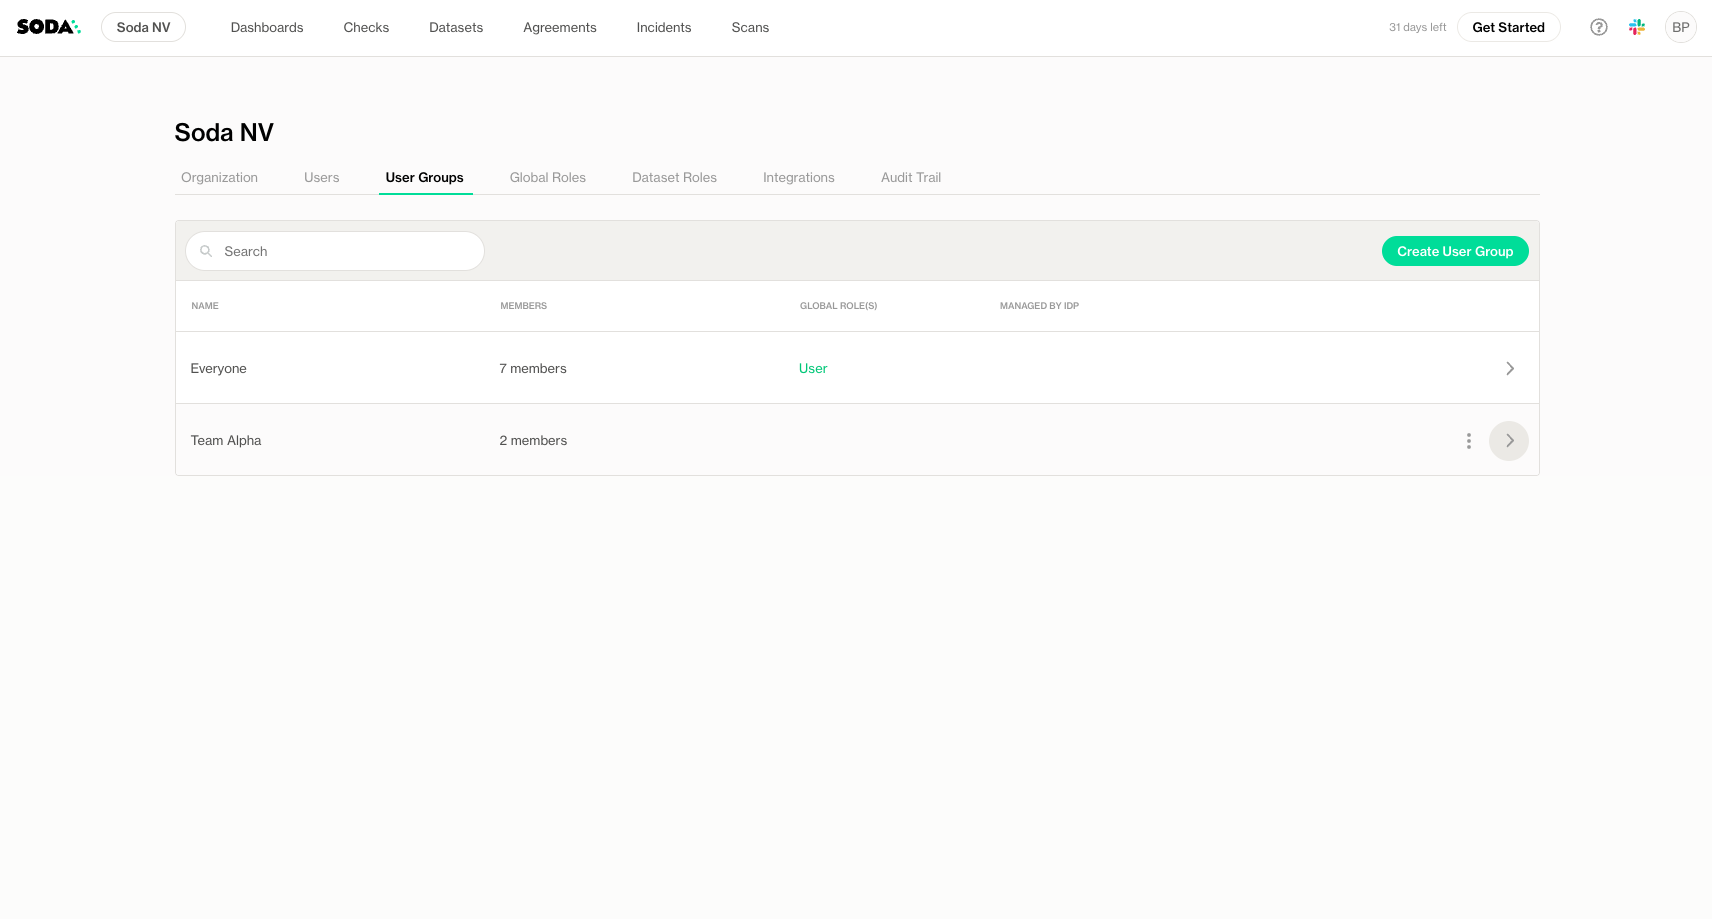 SODA Soda NV Dashboards Checks Datasets Agreements Incidents Scans 31 days left Get Started BP
Soda NV
Organization Users User Groups Global Roles Dataset Roles Integrations Audit Trail
Search Create User Group
NAME MEMBERS GLOBAL ROLE(S) MANAGED BY IDP
Everyone 7 members User
Team Alpha 2 members